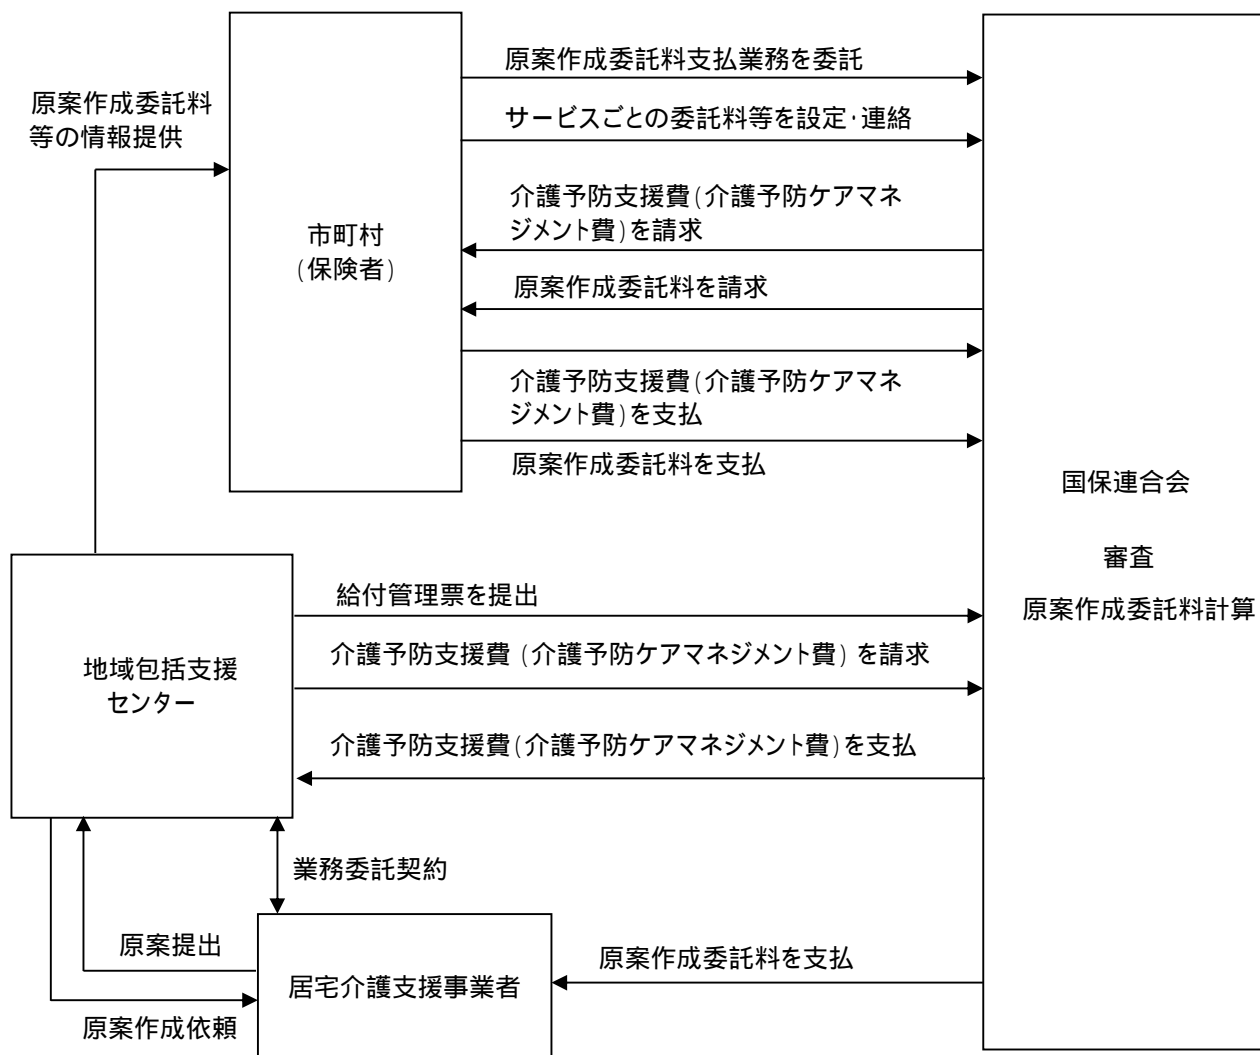 原案作成委託料支払業務を委託
原案作成委託料
等の情報提供
サービスごとの委託料等を設定・連絡
介護予防支援費(介護予防ケアマネ
ジメント費)を請求
市町村
(保険者)
原案作成委託料を請求
介護予防支援費(介護予防ケアマネ
ジメント費)を支払
原案作成委託料を支払
国保連合会
審査
原案作成委託料計算
給付管理票を提出
介護予防支援費 (介護予防ケアマネジメント費) を請求
地域包括支援
センター
介護予防支援費(介護予防ケアマネジメント費)を支払
業務委託契約
原案提出
原案作成委託料を支払
居宅介護支援事業者
原案作成依頼